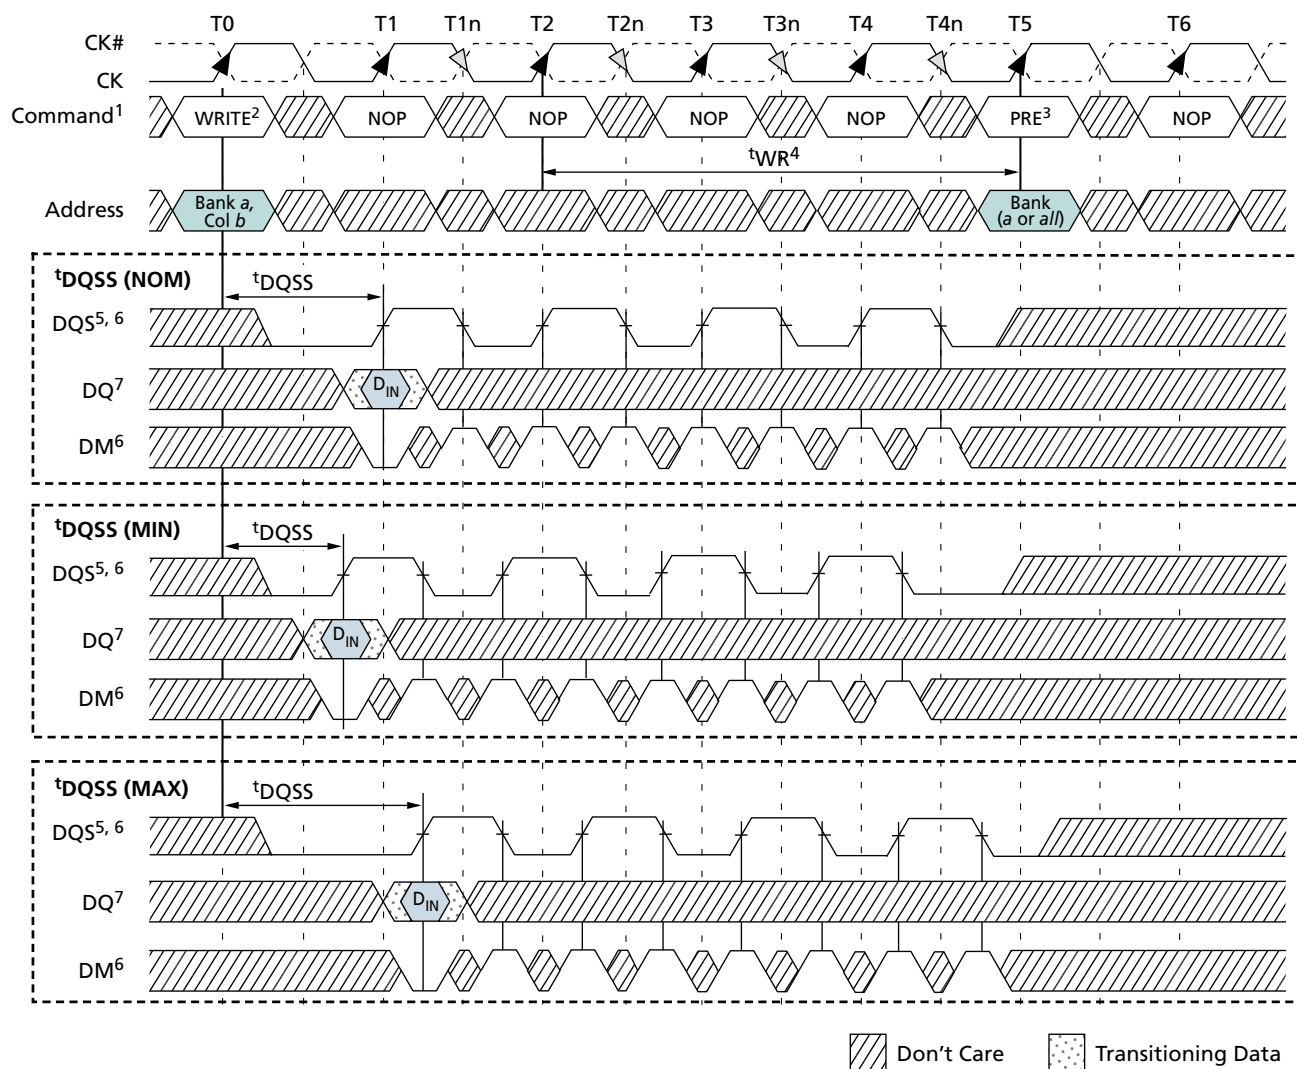 T0 T1 T1n T2 T2n T3 T3n T4 T4n T5 T6
CK#
CK
Command1 WRITE2 NOP NOP NOP NOP PRE3 NOP
tWR4
Address Bank a, Col b Bank (a or all)
tDQSS (NOM) tDQSS
DQS5, 6
DQ7 DIN
DM6
tDQSS (MIN) tDQSS
DQS5, 6
DQ7 DIN
DM6
tDQSS (MAX) tDQSS
DQS5, 6
DQ7 DIN
DM6
Don't Care Transitioning Data